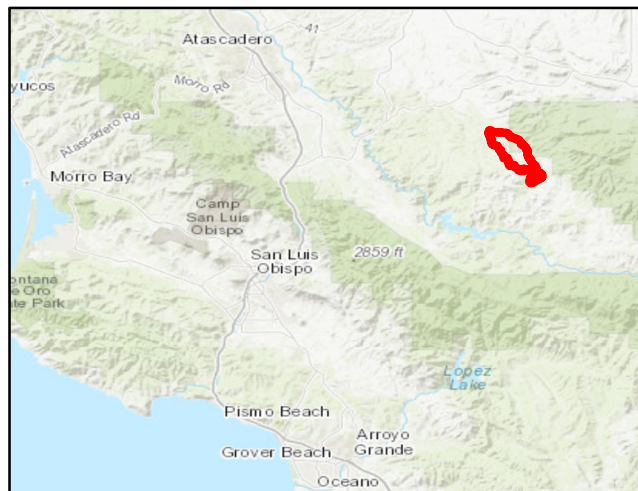 41
Atascadero
Morro Rd
yucos
Atascadero Rd
Morro Bay
Camp
San Luis
Obispo
San Luis
Obispo
2859 ft
ontana
e Oro
ate Park
Lopez
Lake
Pismo Beach
Arroyo
Grande
Grover Beach
Oceano